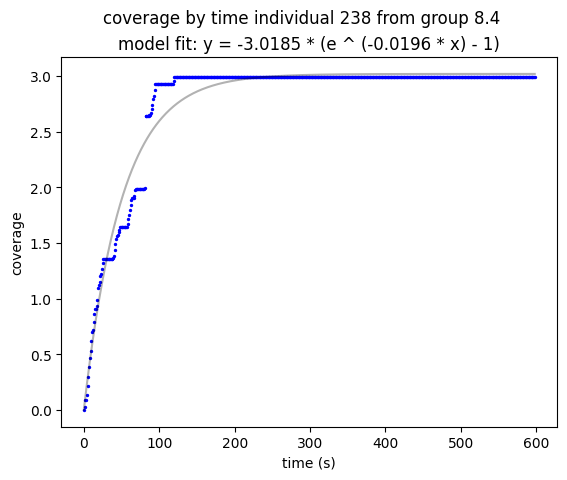 coverage by time individual 238 from group 8.4
model fit: y = -3.0185 * (e ^ (-0.0196 * x) - 1)
3.0
2.5
2.0
1.5
1.0
0.5
0.0
coverage
0 100 200 300 400 500 600
time (s)